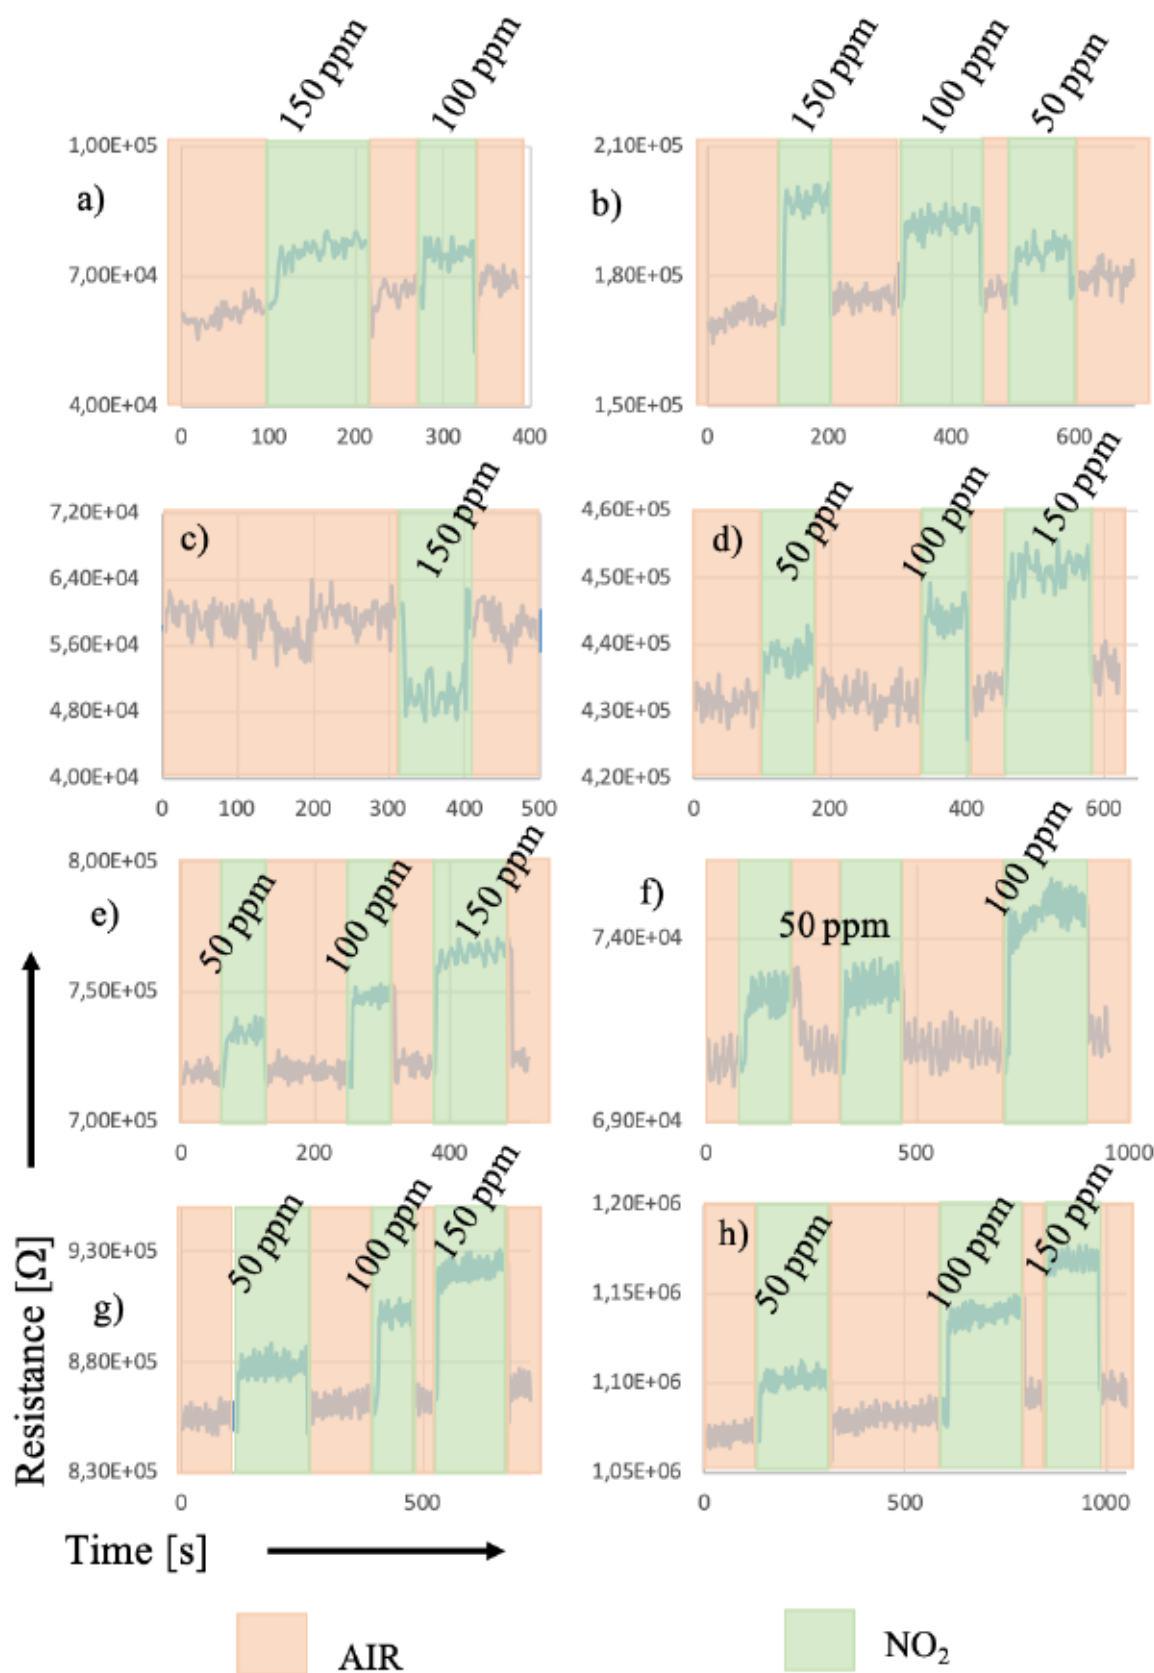 150 ppm
100 ppm
150 ppm
100 ppm
50 ppm
a)
1,00E+05
7,00E+04
4,00E+04
0
100
200
300
400
b)
2,10E+05
1,80E+05
1,50E+05
0
200
400
600
c)
150 ppm
7,20E+04
6,40E+04
5,60E+04
4,80E+04
4,00E+04
0
100
200
300
400
500
d)
50 ppm
100 ppm
150 ppm
4,60E+05
4,50E+05
4,40E+05
4,30E+05
4,20E+05
0
200
400
600
e)
50 ppm
100 ppm
150 ppm
8,00E+05
7,50E+05
7,00E+05
0
200
400
f)
50 ppm
100 ppm
7,40E+04
6,90E+04
0
500
1000
g)
50 ppm
100 ppm
150 ppm
9,30E+05
8,80E+05
8,30E+05
0
500
h)
50 ppm
100 ppm
150 ppm
1,20E+06
1,15E+06
1,10E+06
1,05E+06
0
500
1000
Resistance [Ω]
Time [s]
AIR
NO₂